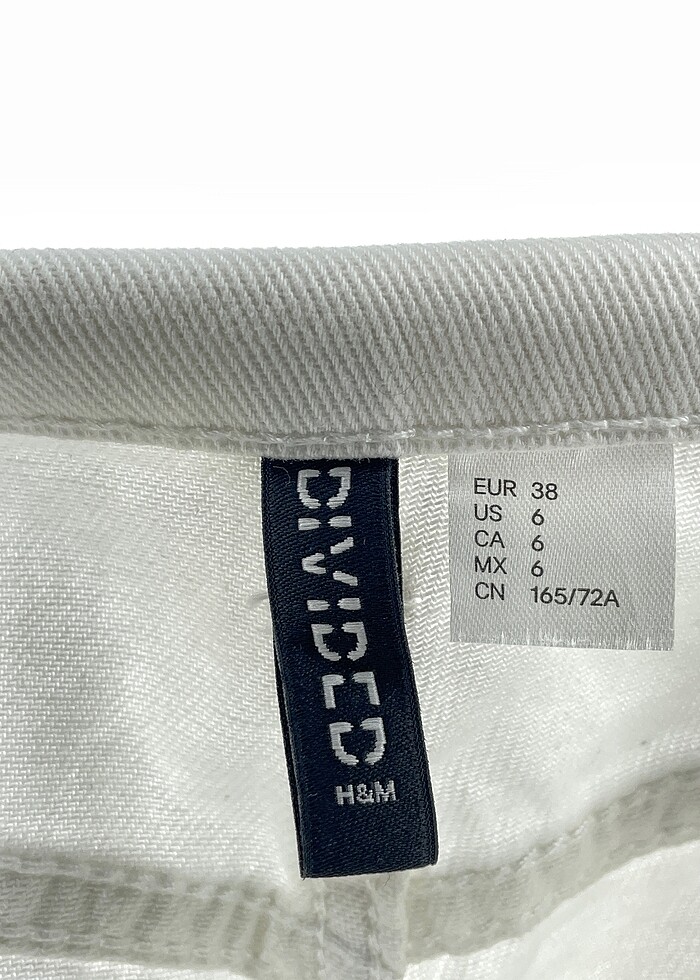 DIVIDED
H&M
EUR 38
US 6
CA 6
MX 6
CN 165/72A